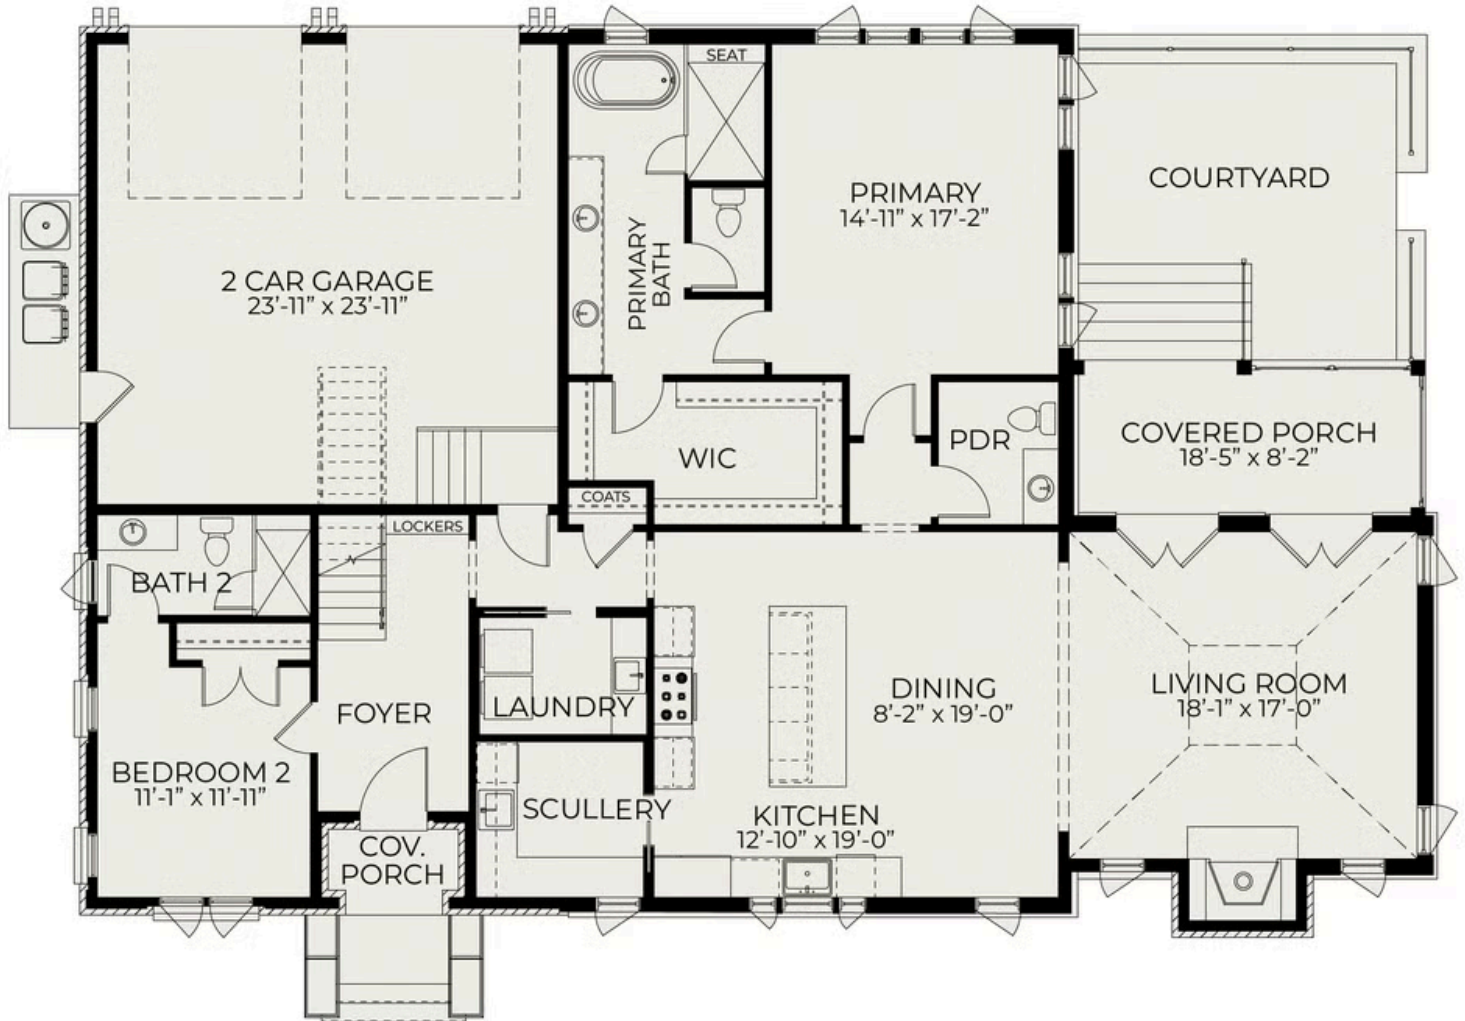 SEAT
PRIMARY
14'-11” x 17'-2”
COURTYARD
2 CAR GARAGE
23'-11” x 23'-11”
PRIMARY
BATH
PDR
COVERED PORCH
18'-5” x 8'-2”
WIC
COATS
LOCKERS
BATH 2
FOYER
LAUNDRY
DINING
8'-2” x 19'-0”
LIVING ROOM
18'-1” x 17'-0”
BEDROOM 2
11'-1” x 11'-11”
SCULLERY
KITCHEN
12'-10” x 19'-0”
COV.
PORCH